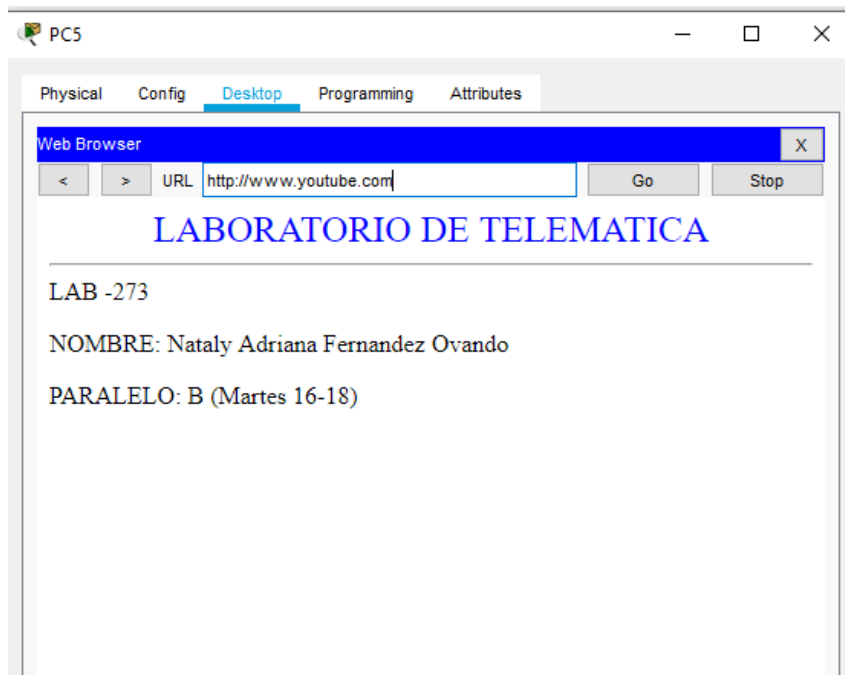 PC5
Physical Config Desktop Programming Attributes
Web Browser X
< > URL http://www.youtube.com Go Stop
LABORATORIO DE TELEMATICA
LAB -273
NOMBRE: Nataly Adriana Fernandez Ovando
PARALELO: B (Martes 16-18)